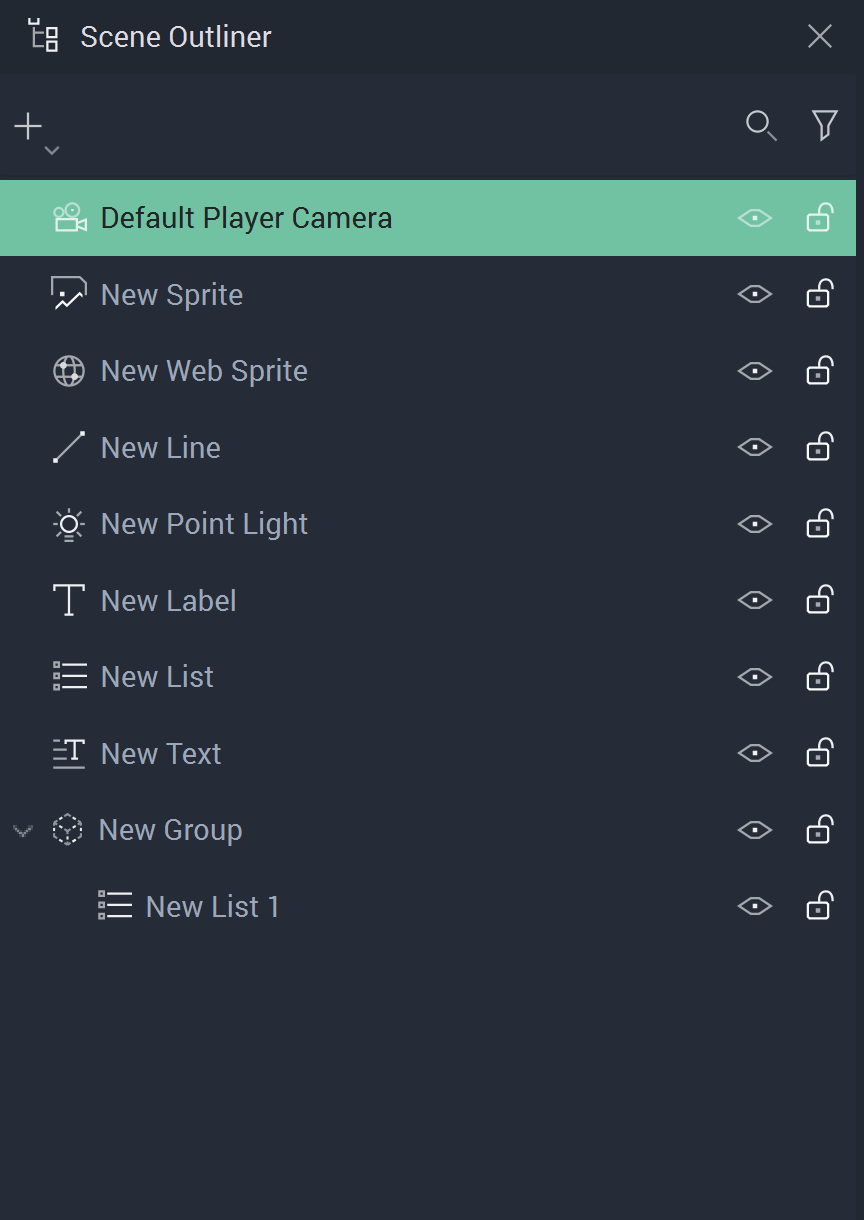 Scene Outliner
Default Player Camera
New Sprite
New Web Sprite
New Line
New Point Light
New Label
New List
New Text
New Group
New List 1